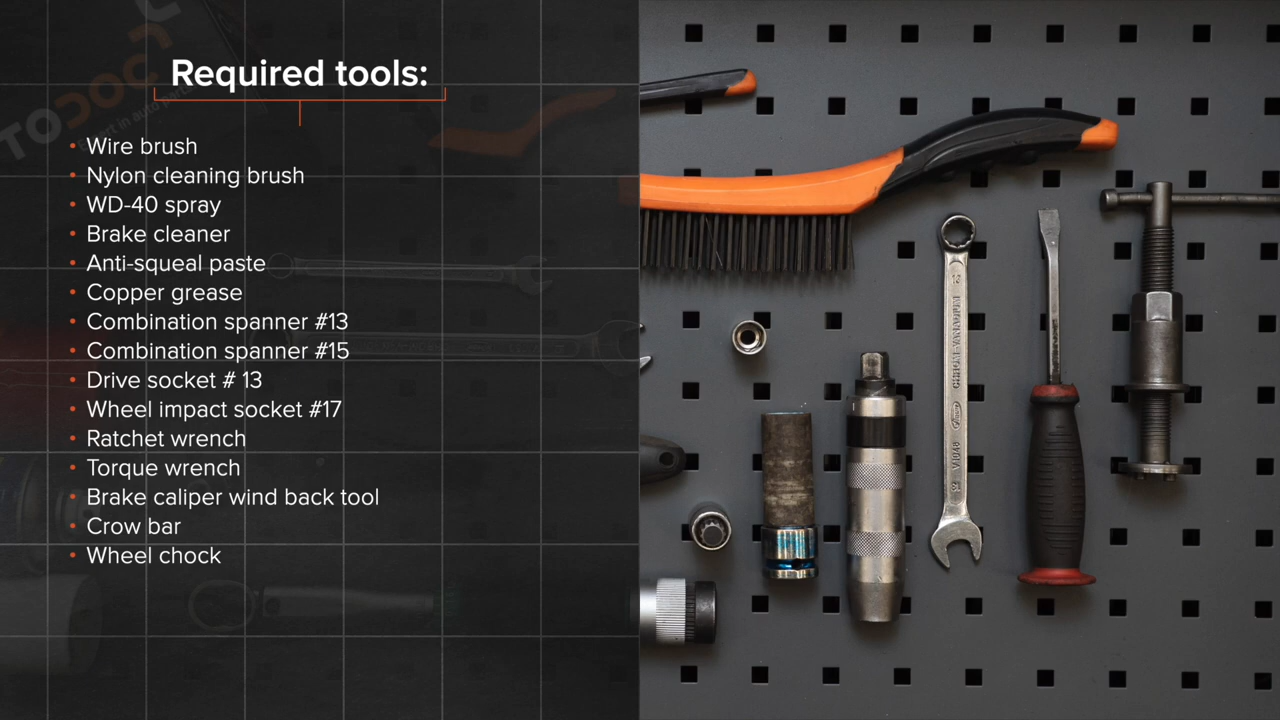 Required tools:
Wire brush
Nylon cleaning brush
WD-40 spray
Brake cleaner
Anti-squeal paste
Copper grease
Combination spanner #13
Combination spanner #15
Drive socket # 13
Wheel impact socket #17
Ratchet wrench
Torque wrench
Brake caliper wind back tool
Crow bar
Wheel chock
CHROM-VANADIUM